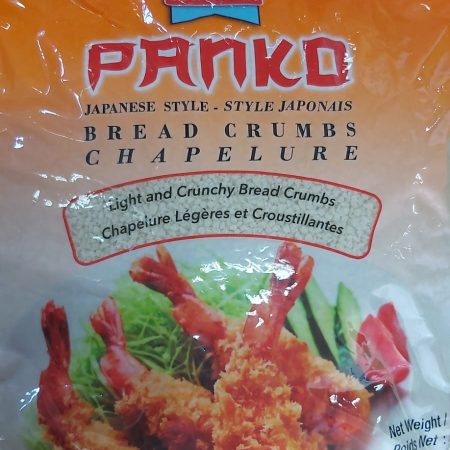 PANKO
JAPANESE STYLE - STYLE JAPONAIS
BREAD CRUMBS
CHAPELURE
Light and Crunchy Bread Crumbs
Chapelure Légères et Croustillantes
Net Weight /
Poids Net :